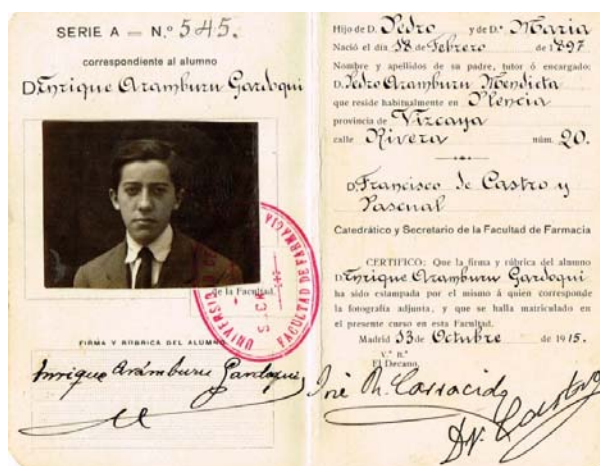 SERIE A = N.º 545.
correspondiente al alumno
D. Enrique Aramburu Gardoqui
de la Facultad.
FIRMA Y RÚBRICA DEL ALUMNO
Enrique Arámburu Gardoqui
FACULTAD DE FARMACIA
Hijo de D. Pedro y de D.ª Maria
Nació el día 18 de Febrero de 1897
Nombre y apellidos de su padre, tutor ó encargado:
D. Pedro Aramburu Mendieta
que reside habitualmente en Plencia
provincia de Vizcaya
calle Rivera núm. 20.
D. Francisco de Castro y
Pascual
Catedrático y Secretario de la Facultad de Farmacia
CERTIFICO: Que la firma y rúbrica del alumno
D. Enrique Aramburu Gardoqui
ha sido estampada por el mismo á quien corresponde
la fotografía adjunta, y que se halla matriculado en
el presente curso en esta Facultad.
Madrid 13 de Octubre de 1915.
V.º B.º
El Decano,
José R. Carracido
Dr. Castro